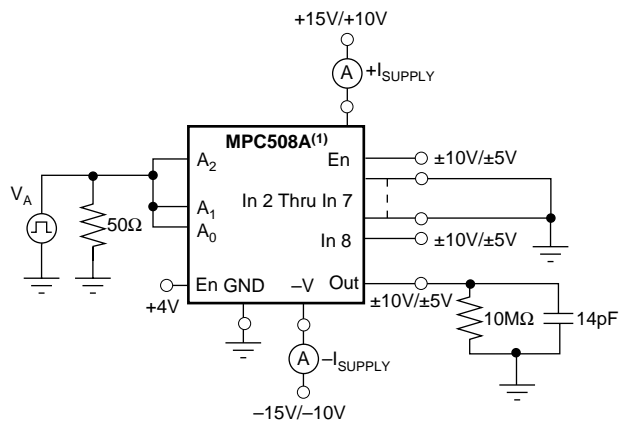 +15V/+10V
A +I_SUPPLY
MPC508A(1)
A2 En ±10V/±5V
VA
50Ω
A1 In 2 Thru In 7
A0
In 8 ±10V/±5V
En GND –V Out
+4V
±10V/±5V
10MΩ 14pF
A –I_SUPPLY
–15V/–10V